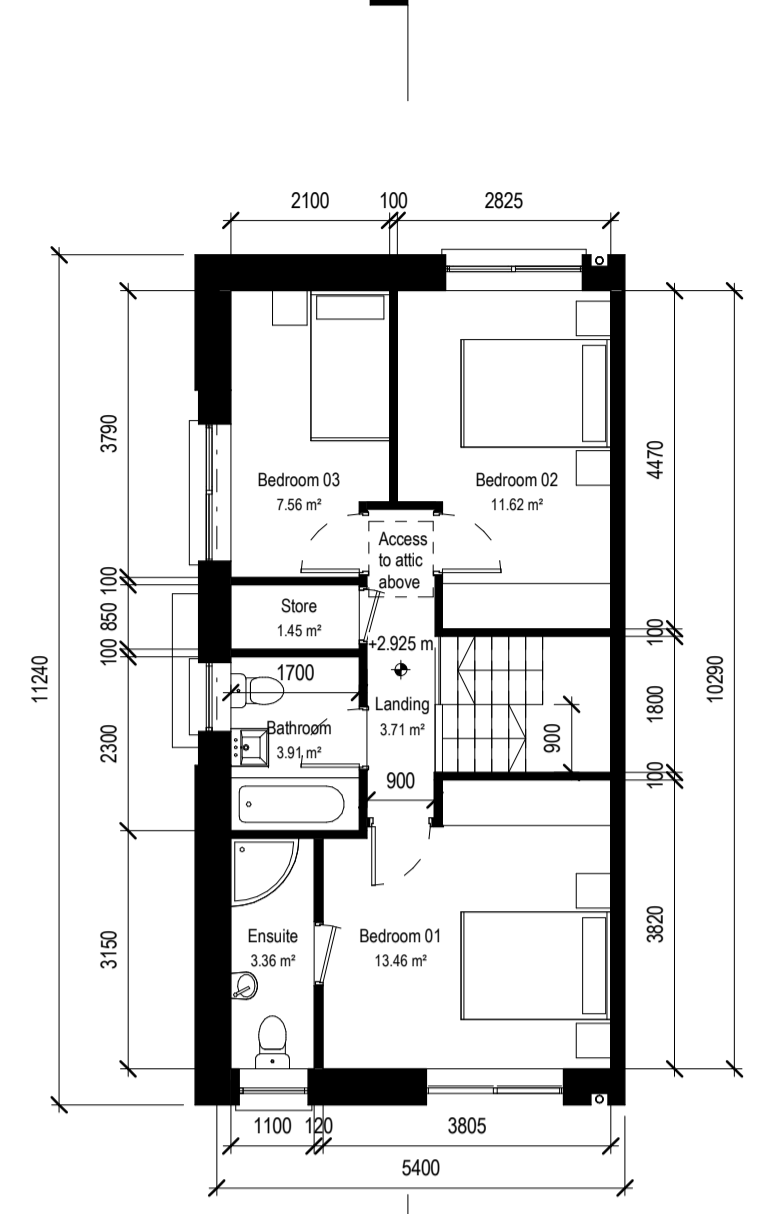 2100 100 2825
3790
4470
Bedroom 03
7.56 m²
Bedroom 02
11.62 m²
Access
to attic
above
100
850
100
Store
1.45 m²
+2.925 m
100
11240
1700
Landing
3.71 m²
Bathroom
3.91 m²
2300
900
1800
10290
900
100
3150
Ensuite
3.36 m²
Bedroom 01
13.46 m²
3820
1100 120 3805
5400